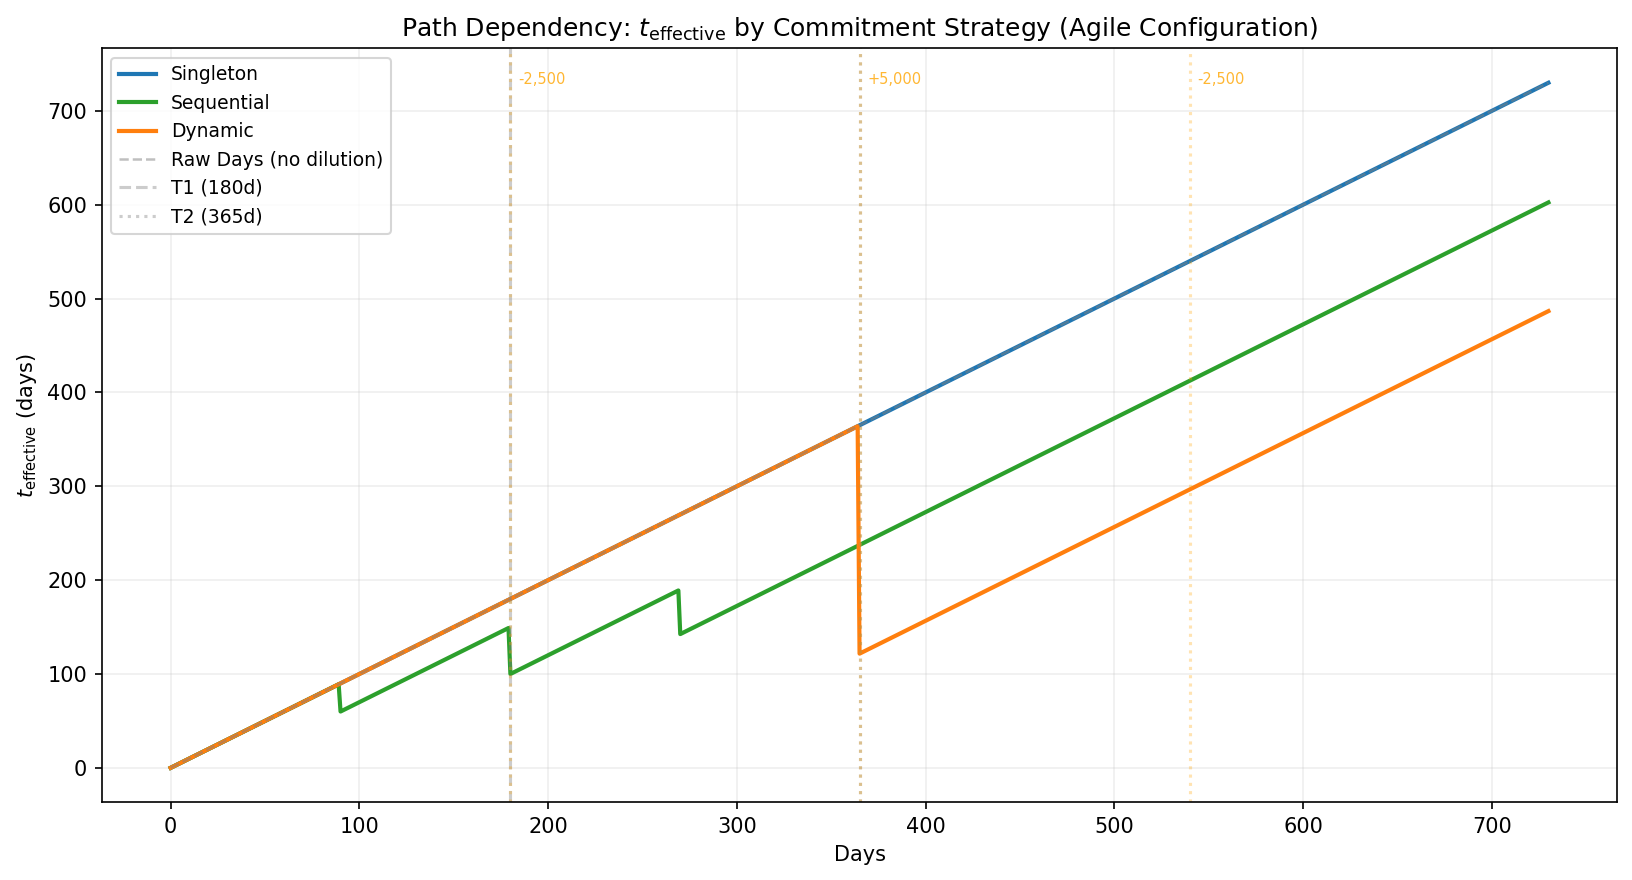 Path Dependency: t_effective by Commitment Strategy (Agile Configuration)
Singleton
Sequential
Dynamic
Raw Days (no dilution)
T1 (180d)
T2 (365d)
-2,500
+5,000
-2,500
700
600
500
400
300
200
100
0
t_effective (days)
0 100 200 300 400 500 600 700
Days